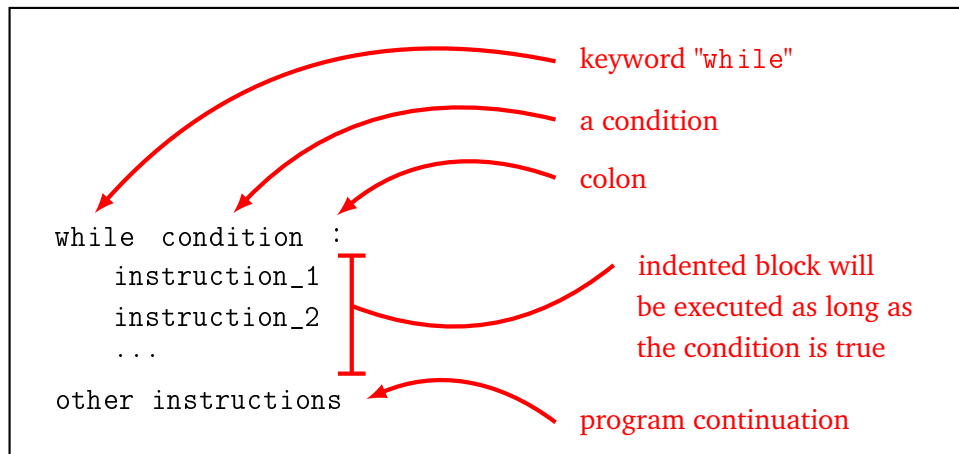 keyword "while"
a condition
colon
while condition :
instruction_1
instruction_2
...
other instructions
indented block will
be executed as long as
the condition is true
program continuation